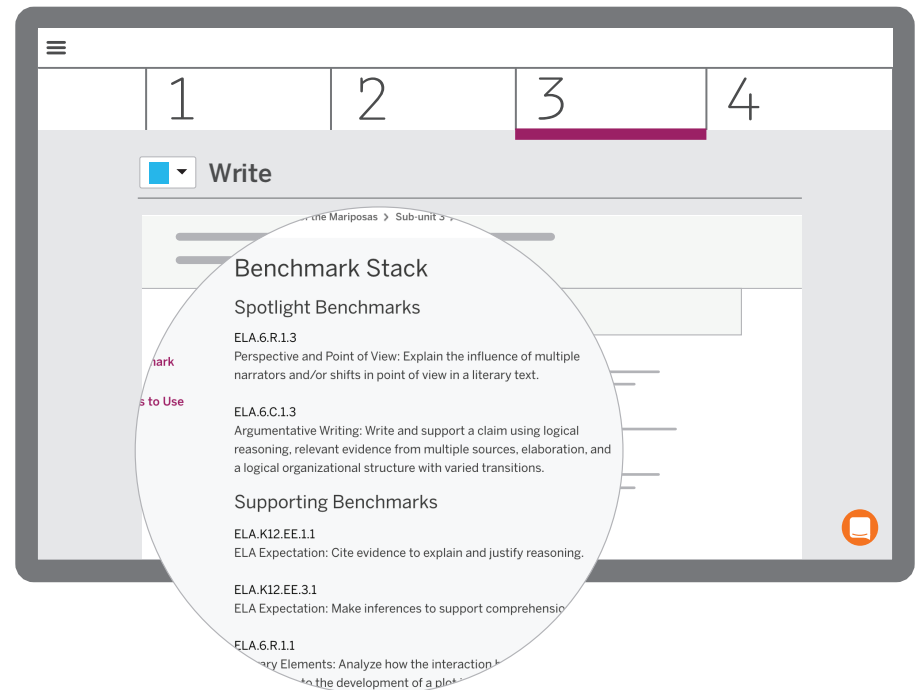 1 2 3 4
Write
the Mariposas > Sub-unit 3
Benchmark Stack
Spotlight Benchmarks
ELA.6.R.1.3
Perspective and Point of View: Explain the influence of multiple
narrators and/or shifts in point of view in a literary text.
s to Use
ELA.6.C.1.3
Argumentative Writing: Write and support a claim using logical
reasoning, relevant evidence from multiple sources, elaboration, and
a logical organizational structure with varied transitions.
Supporting Benchmarks
ELA.K12.EE.1.1
ELA Expectation: Cite evidence to explain and justify reasoning.
ELA.K12.EE.3.1
ELA Expectation: Make inferences to support comprehensio
ELA.6.R.1.1
ary Elements: Analyze how the interaction
to the development of a plot